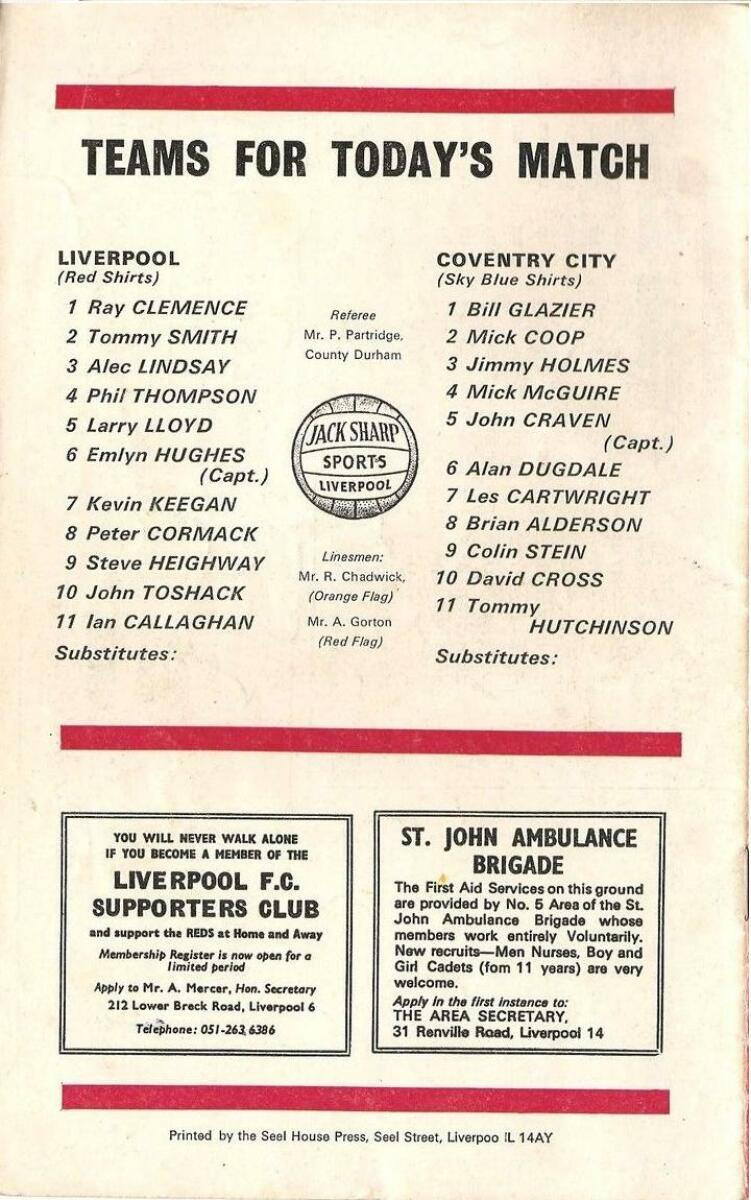 TEAMS FOR TODAY'S MATCH
LIVERPOOL
(Red Shirts)
1 Ray CLEMENCE
2 Tommy SMITH
3 Alec LINDSAY
4 Phil THOMPSON
5 Larry LLOYD
6 Emlyn HUGHES
(Capt.)
7 Kevin KEEGAN
8 Peter CORMACK
9 Steve HEIGHWAY
10 John TOSHACK
11 Ian CALLAGHAN
Substitutes:
Referee
Mr. P. Partridge,
County Durham
JACK SHARP
SPORTS
LIVERPOOL
Linesmen:
Mr. R. Chadwick,
(Orange Flag)
Mr. A. Gorton
(Red Flag)
COVENTRY CITY
(Sky Blue Shirts)
1 Bill GLAZIER
2 Mick COOP
3 Jimmy HOLMES
4 Mick McGUIRE
5 John CRAVEN
(Capt.)
6 Alan DUGDALE
7 Les CARTWRIGHT
8 Brian ALDERSON
9 Colin STEIN
10 David CROSS
11 Tommy
HUTCHINSON
Substitutes:
YOU WILL NEVER WALK ALONE
IF YOU BECOME A MEMBER OF THE
LIVERPOOL F.C.
SUPPORTERS CLUB
and support the REDS at Home and Away
Membership Register is now open for a
limited period
Apply to Mr. A. Mercer, Hon. Secretary
212 Lower Breck Road, Liverpool 6
Telephone: 051-263 6386
ST. JOHN AMBULANCE
BRIGADE
The First Aid Services on this ground
are provided by No. 5 Area of the St.
John Ambulance Brigade whose
members work entirely Voluntarily.
New recruits—Men Nurses, Boy and
Girl Cadets (fom 11 years) are very
welcome.
Apply in the first instance to:
THE AREA SECRETARY,
31 Renville Road, Liverpool 14
Printed by the Seel House Press, Seel Street, Liverpoo lL 14AY